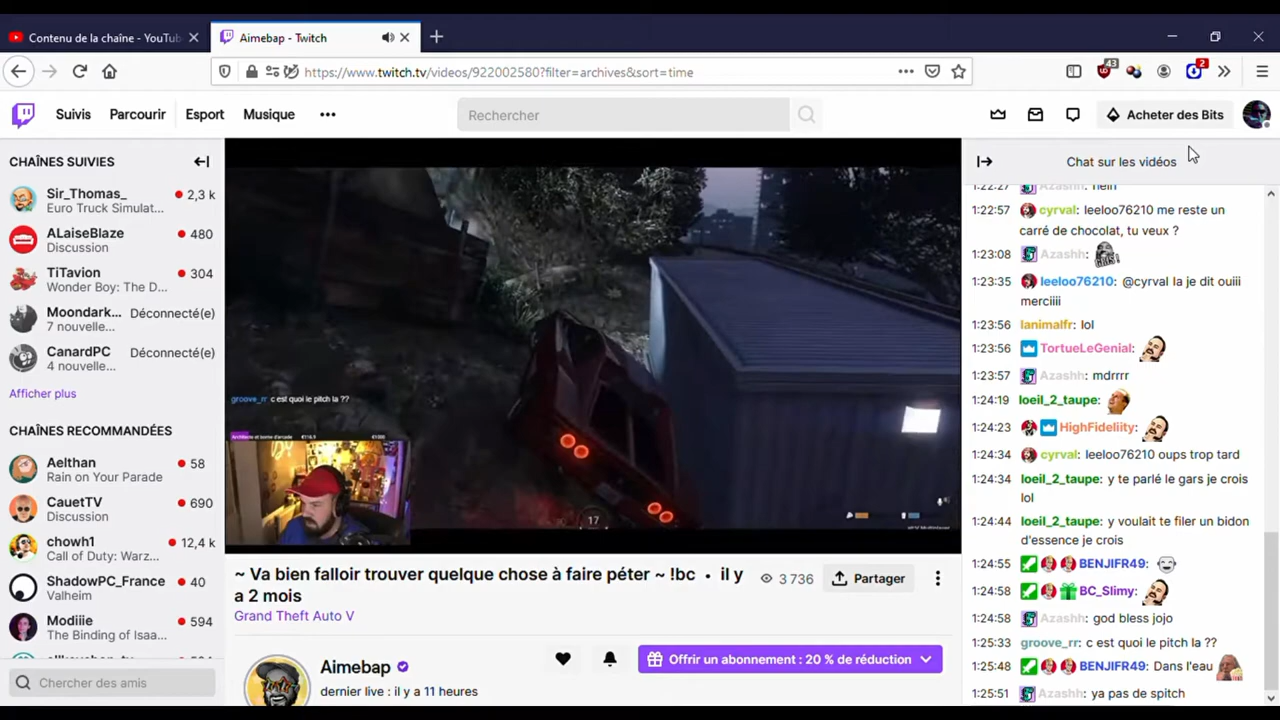 Contenu de la chaîne - YouTub
Aimebap - Twitch
https://www.twitch.tv/videos/922002580?filter=archives&sort=time
43
2
Suivis
Parcourir
Esport
Musique
Rechercher
Acheter des Bits
CHAÎNES SUIVIES
Sir_Thomas_
2,3 k
Euro Truck Simulat...
ALaiseBlaze
480
Discussion
TiTavion
304
Wonder Boy: The D...
Moondark...
Déconnecté(e)
7 nouvelle...
CanardPC
Déconnecté(e)
4 nouvelle...
Afficher plus
CHAÎNES RECOMMANDÉES
Aelthan
58
Rain on Your Parade
CauetTV
690
Discussion
chowh1
12,4 k
Call of Duty: Warz...
ShadowPC_France
40
Valheim
Modiiie
594
The Binding of Isaa...
Chercher des amis
groove_rr c est quoi le pitch la ??
17
~ Va bien falloir trouver quelque chose à faire péter ~ !bc • il y
a 2 mois
Grand Theft Auto V
3 736
Partager
Aimebap
dernier live : il y a 11 heures
Offrir un abonnement : 20 % de réduction
Chat sur les vidéos
1:22:27 Azashh: hein
1:22:57 cyrval: leeloo76210 me reste un
carré de chocolat, tu veux ?
1:23:08 Azashh:
1:23:35 leeloo76210: @cyrval la je dit ouiii
merciiii
1:23:56 lanimalfr: lol
1:23:56 TortueLeGenial:
1:23:57 Azashh: mdrrrr
1:24:19 loeil_2_taupe:
1:24:23 HighFideliity:
1:24:34 cyrval: leeloo76210 oups trop tard
1:24:34 loeil_2_taupe: y te parlé le gars je crois
lol
1:24:44 loeil_2_taupe: y voulait te filer un bidon
d'essence je crois
1:24:55 BENJIFR49:
1:24:58 BC_Slimy:
1:24:58 Azashh: god bless jojo
1:25:33 groove_rr: c est quoi le pitch la ??
1:25:48 BENJIFR49: Dans l'eau
1:25:51 Azashh: ya pas de spitch